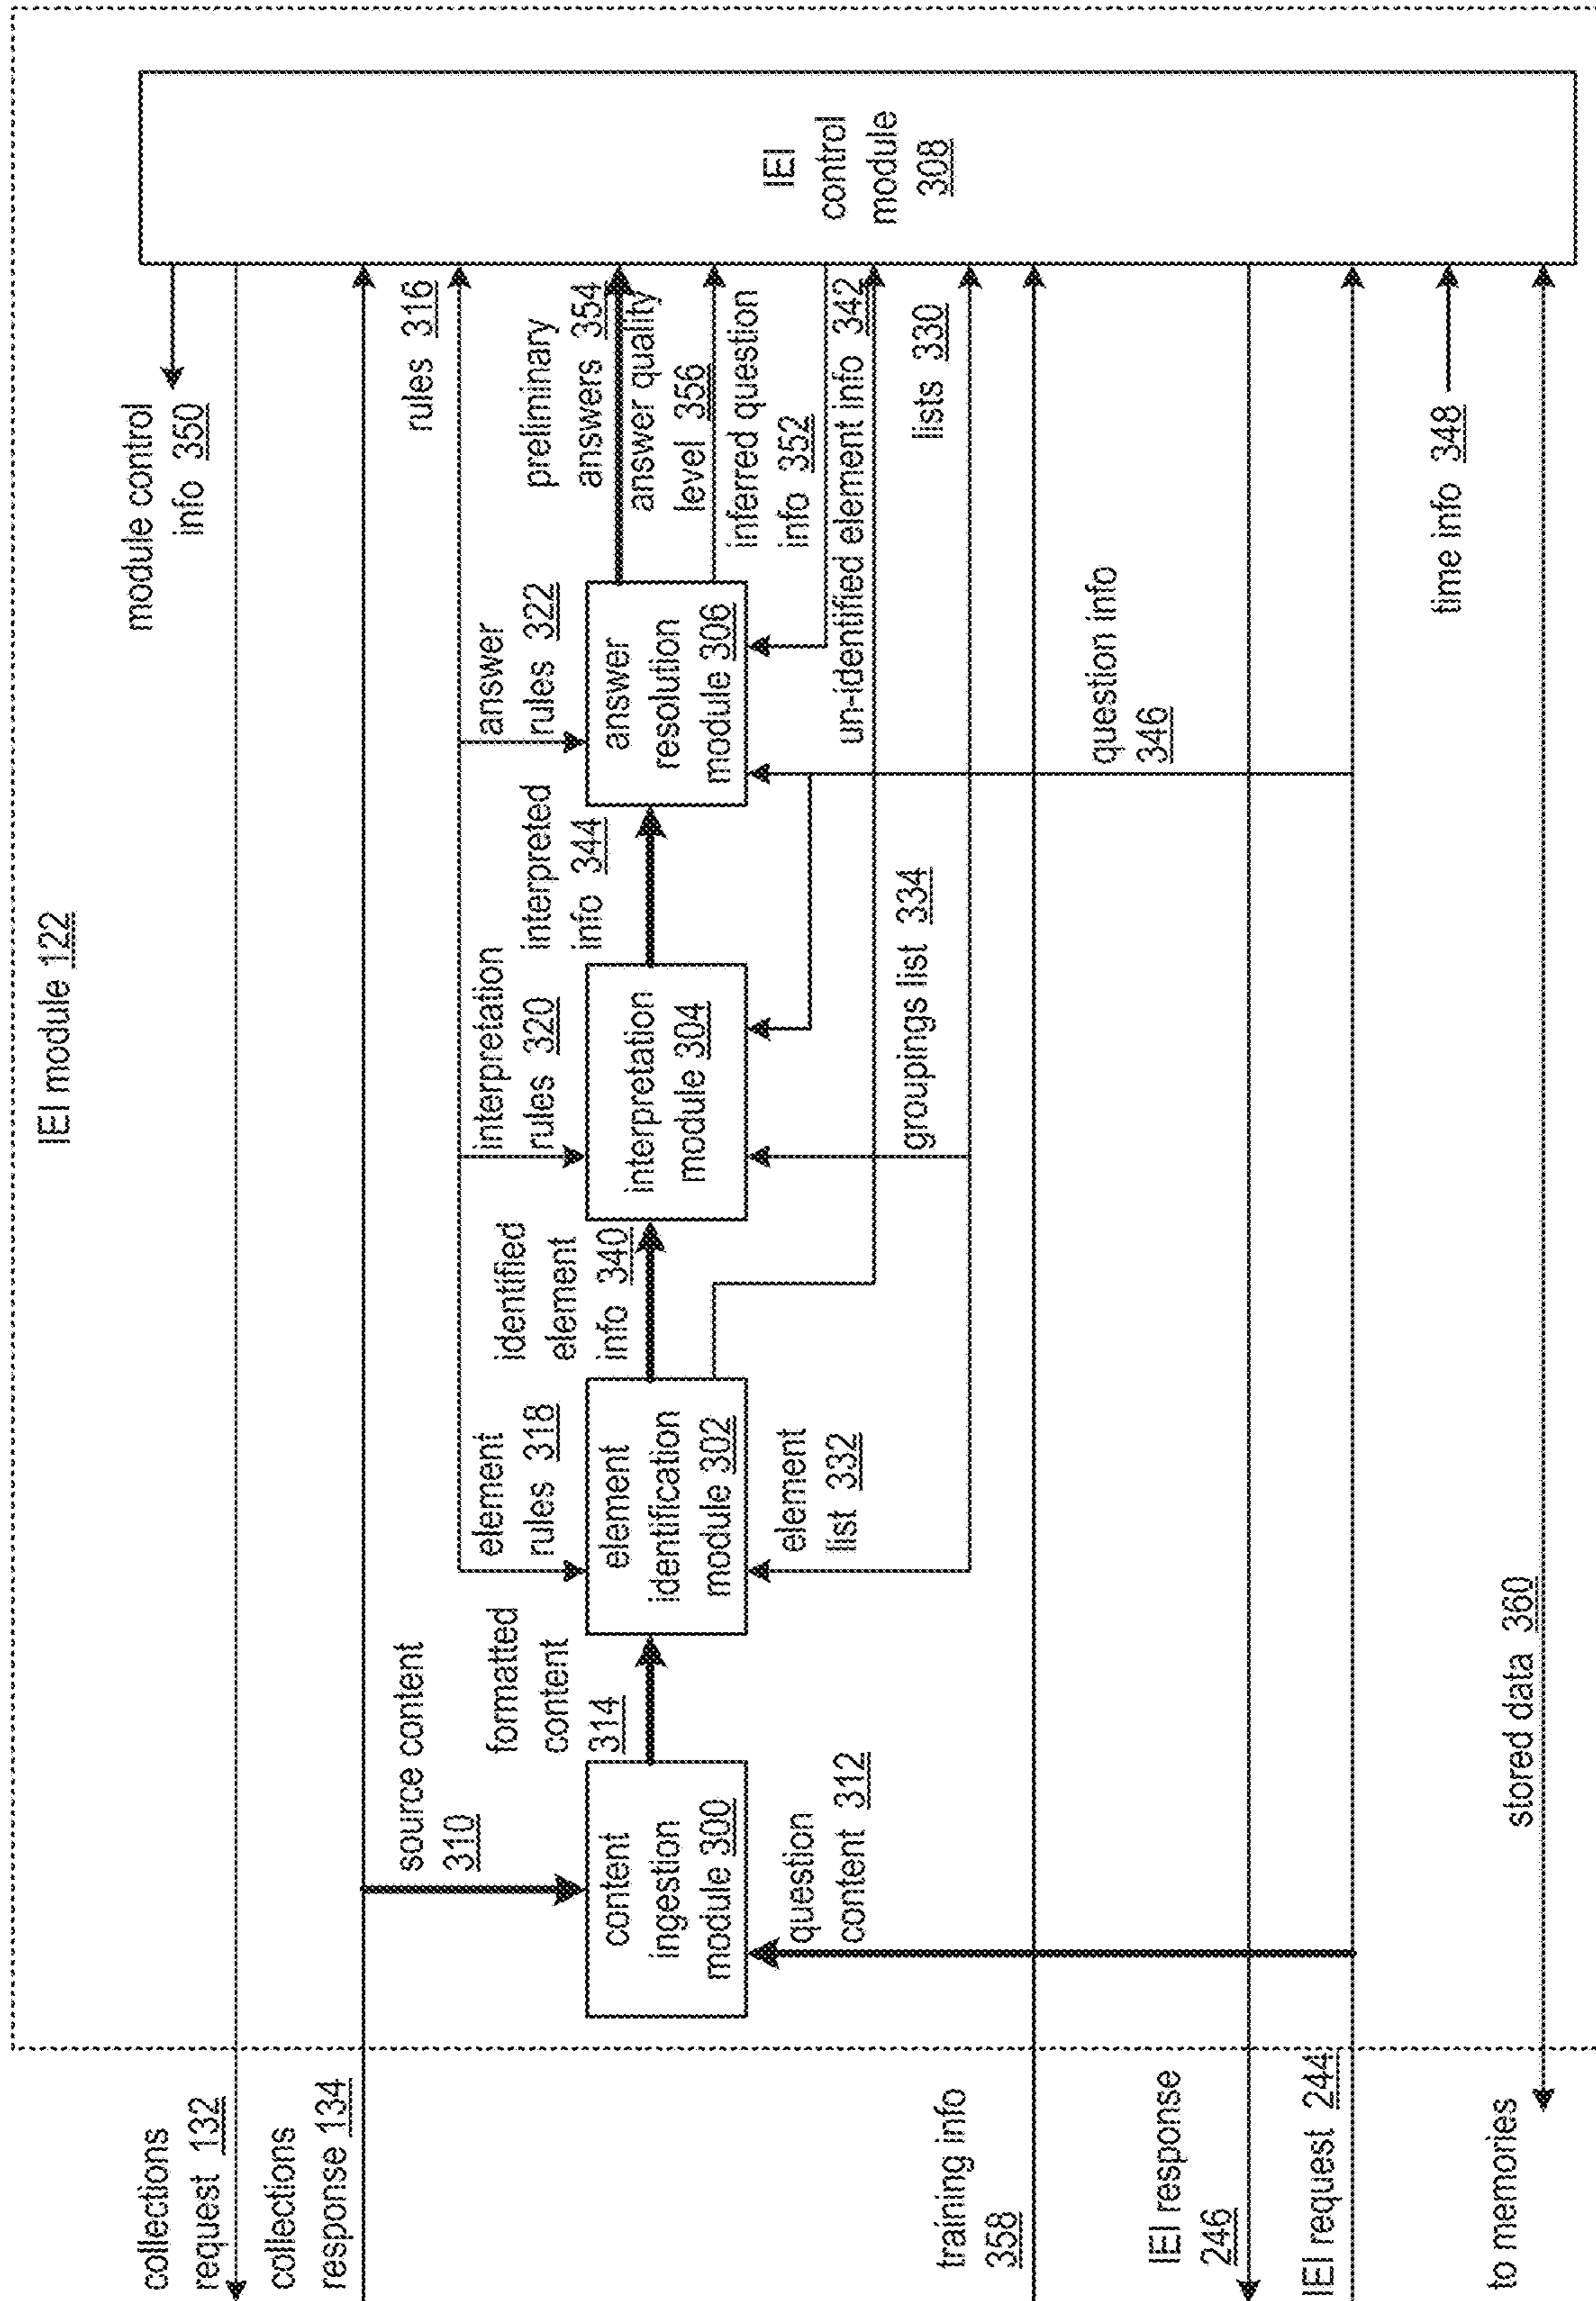 IEI module 122
collections
request 132
collections
response 134
module control
info 350
source content
310
rules 316
element
rules 318
interpretation
rules 320
answer
rules 322
formatted
content
314
identified
element
info 340
interpreted
info 344
preliminary
answers 354
answer quality
level 356
inferred question
info 352
content
ingestion
module 300
element
identification
module 302
interpretation
module 304
answer
resolution
module 306
IEI
control
module
308
question
content 312
element
list 332
groupings list 334
un-identified element info 342
lists 330
training info
358
question info
346
IEI response
246
IEI request 244
time info 348
to memories
stored data 360